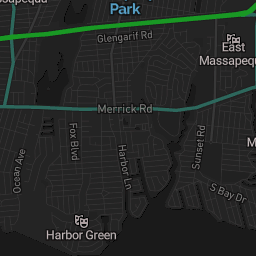 Massapequa
Park
Glengarif Rd
East
Massapequ
Merrick Rd
Fox Blvd
Sunset Rd
M
Ocean Ave
Harbor Ln
S Bay Dr
Harbor Green